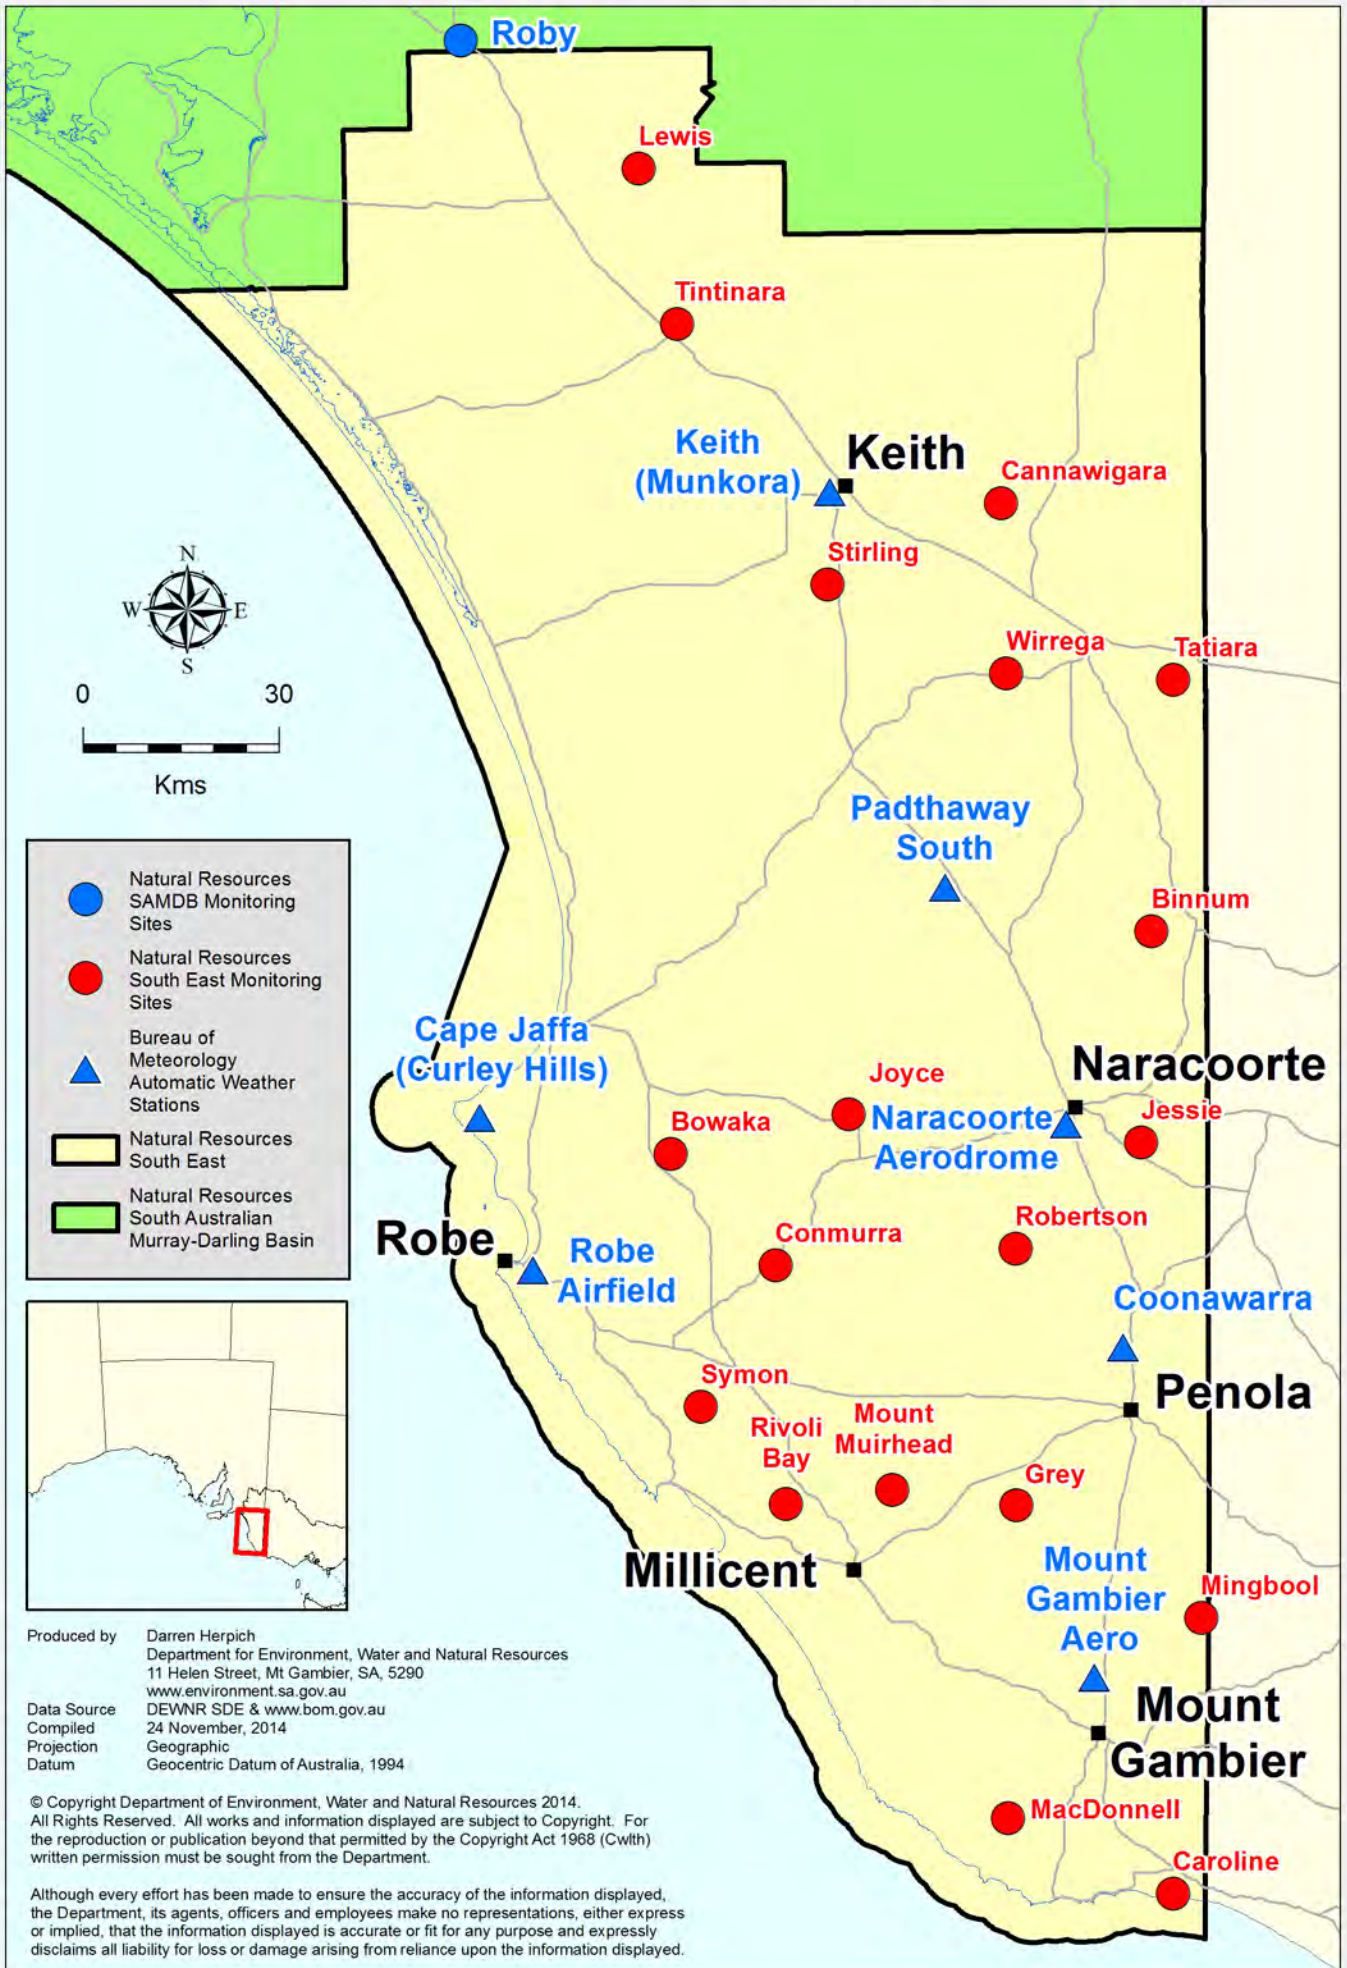 Roby
Lewis
Tintinara
Keith
(Munkora)
Keith
Cannawigara
Stirling
N
W
E
S
Wirrega
Tatiara
0
30
Kms
Padthaway
South
Binnum
Natural Resources
SAMDB Monitoring
Sites
Natural Resources
South East Monitoring
Sites
Bureau of
Meteorology
Automatic Weather
Stations
Natural Resources
South East
Natural Resources
South Australian
Murray-Darling Basin
Cape Jaffa
(Curley Hills)
Naracoorte
Joyce
Jessie
Bowaka
Naracoorte
Aerodrome
Robe
Robe
Airfield
Conmurra
Robertson
Coonawarra
Symon
Penola
Rivoli
Bay
Mount
Muirhead
Grey
Millicent
Mount
Gambier
Aero
Mingbool
Mount
Gambier
MacDonnell
Caroline
Produced by Darren Herpich
Department for Environment, Water and Natural Resources
11 Helen Street, Mt Gambier, SA, 5290
www.environment.sa.gov.au
Data Source DEWNR SDE & www.bom.gov.au
Compiled 24 November, 2014
Projection Geographic
Datum Geocentric Datum of Australia, 1994
© Copyright Department of Environment, Water and Natural Resources 2014.
All Rights Reserved. All works and information displayed are subject to Copyright. For
the reproduction or publication beyond that permitted by the Copyright Act 1968 (Cwlth)
written permission must be sought from the Department.
Although every effort has been made to ensure the accuracy of the information displayed,
the Department, its agents, officers and employees make no representations, either express
or implied, that the information displayed is accurate or fit for any purpose and expressly
disclaims all liability for loss or damage arising from reliance upon the information displayed.